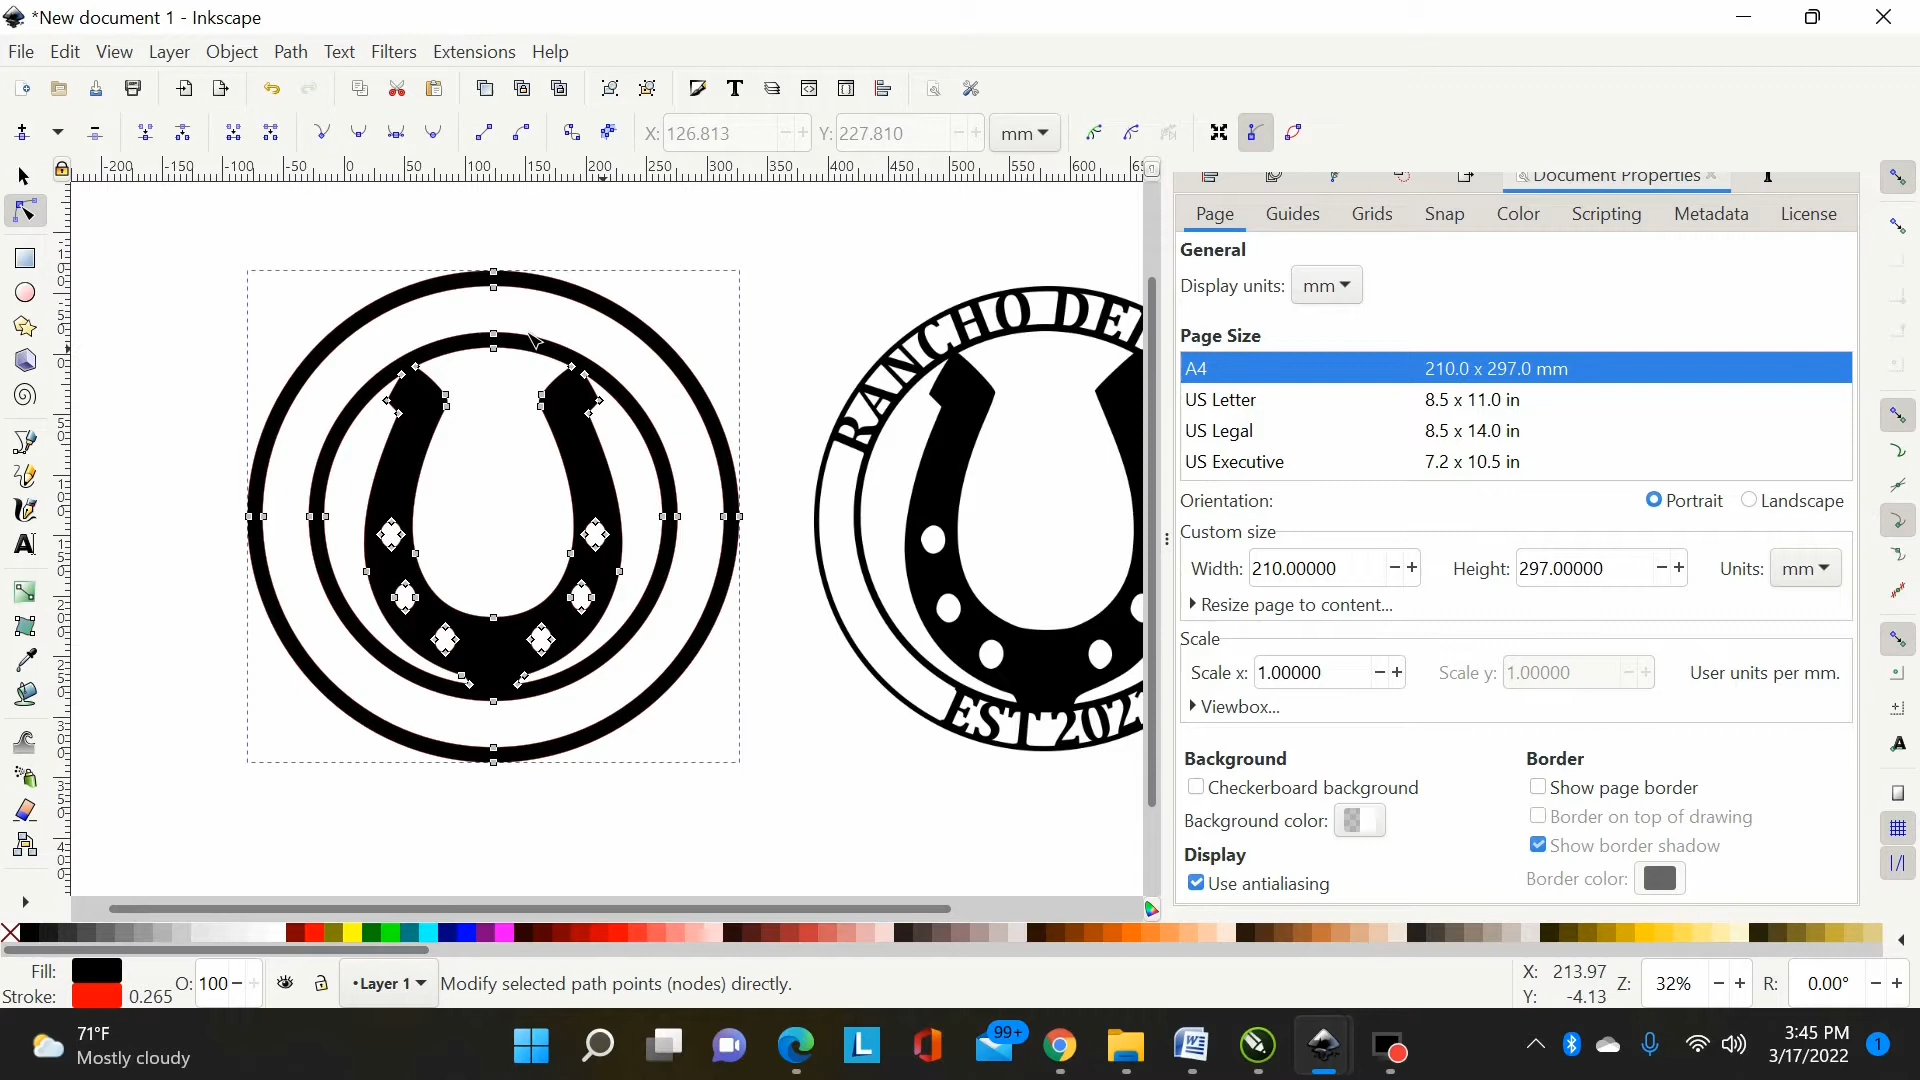 *New document 1 - Inkscape
File Edit View Layer Object Path Text Filters Extensions Help
X: 126.813 Y: 227.810 mm
-200 -150 -100 -50 0 50 100 150 200 250 300 350 400 450 500 550 600
Document Properties
Page Guides Grids Snap Color Scripting Metadata License
General
Display units: mm
Page Size
A4 210.0 x 297.0 mm
US Letter 8.5 x 11.0 in
US Legal 8.5 x 14.0 in
US Executive 7.2 x 10.5 in
Orientation: Portrait Landscape
Custom size
Width: 210.00000 Height: 297.00000 Units: mm
Resize page to content...
Scale
Scale x: 1.00000 Scale y: 1.00000 User units per mm.
Viewbox...
Background Border
Checkerboard background Show page border
Background color: Border on top of drawing
Display Show border shadow
Use antialiasing Border color:
RANCHO DEL
EST 202
Fill:
Stroke: 0.265 O: 100 Layer 1 Modify selected path points (nodes) directly.
X: 213.97
Y: -4.13
Z: 32% R: 0.00°
71°F
Mostly cloudy
99+
3:45 PM
3/17/2022
1